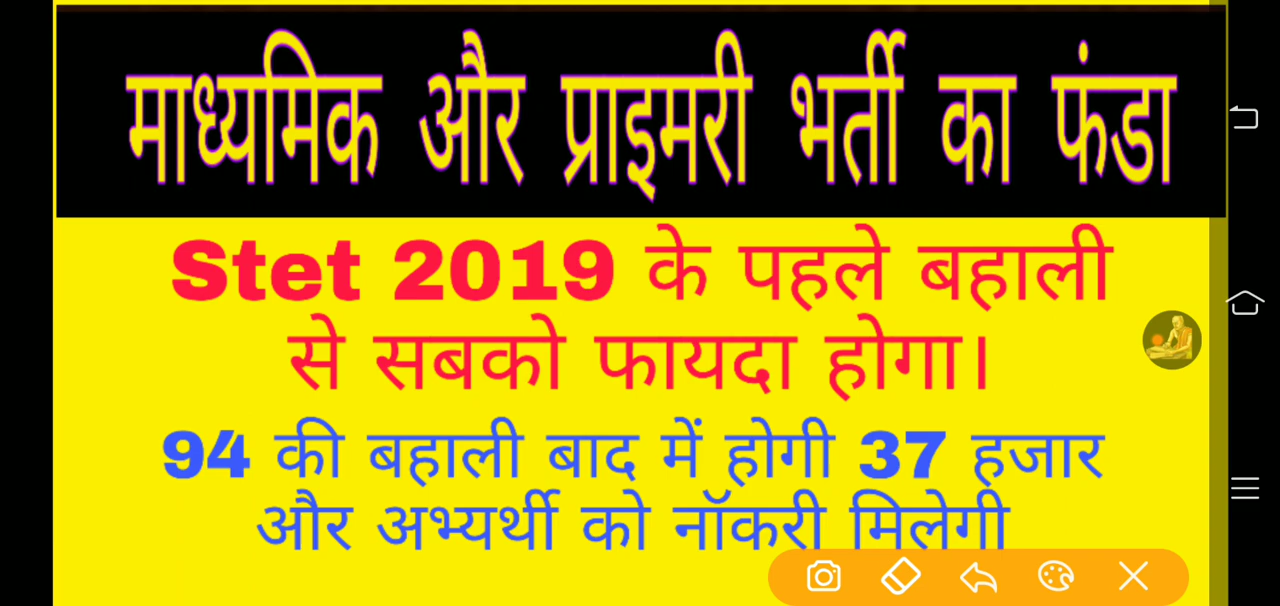 माध्यमिक और प्राइमरी भर्ती का फंडा
Stet 2019 के पहले बहाली
से सबको फायदा होगा।
94 की बहाली बाद में होगी 37 हजार
और अभ्यर्थी को नॉकरी मिलेगी